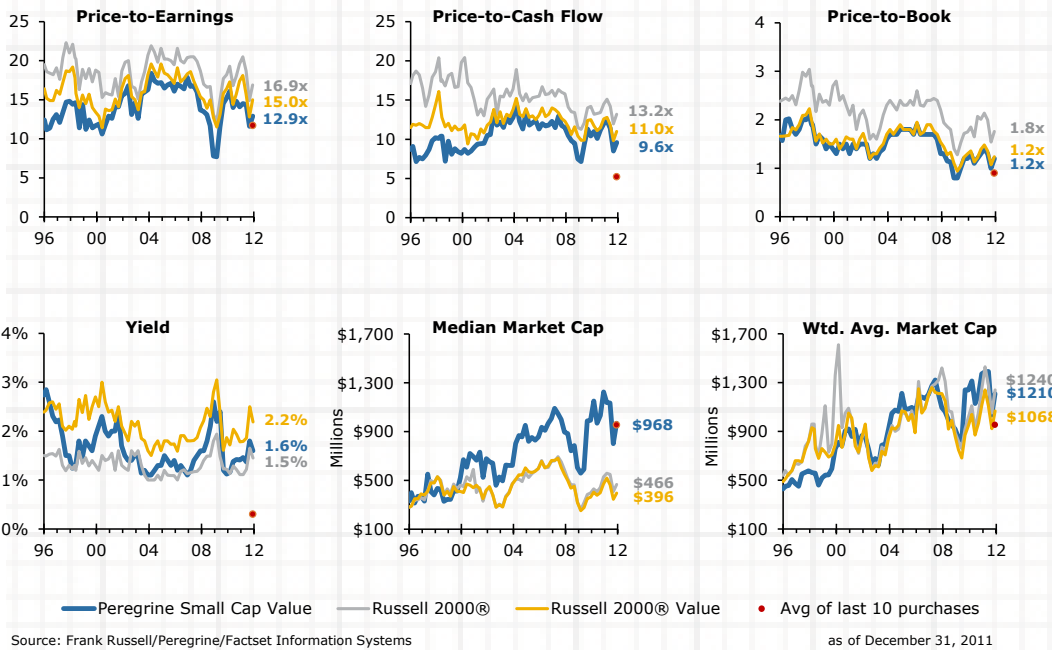 Price-to-Earnings
25
20
15
10
5
0
16.9x
15.0x
12.9x
96 00 04 08 12
Price-to-Cash Flow
25
20
15
10
5
0
13.2x
11.0x
9.6x
96 00 04 08 12
Price-to-Book
4
3
2
1
0
1.8x
1.2x
1.2x
96 00 04 08 12
Yield
4%
3%
2%
1%
0%
2.2%
1.6%
1.5%
96 00 04 08 12
Median Market Cap
Millions
$1,700
$1300
$900
$500
$100
$968
$466
$396
96 00 04 08 12
Wtd. Avg. Market Cap
Millions
$1,700
$1,300
$900
$500
$100
$1240
$1210
$1068
96 00 04 08 12
Peregrine Small Cap Value Russell 2000® Russell 2000® Value Avg of last 10 purchases
Source: Frank Russell/Peregrine/Factset Information Systems as of December 31, 2011